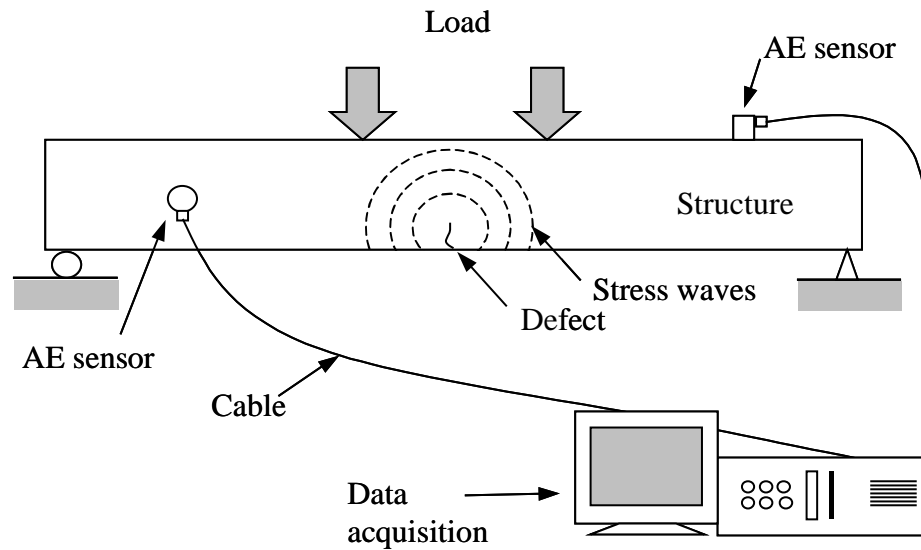 Load
AE sensor
Structure
Stress waves
Defect
AE sensor
Cable
Data
acquisition